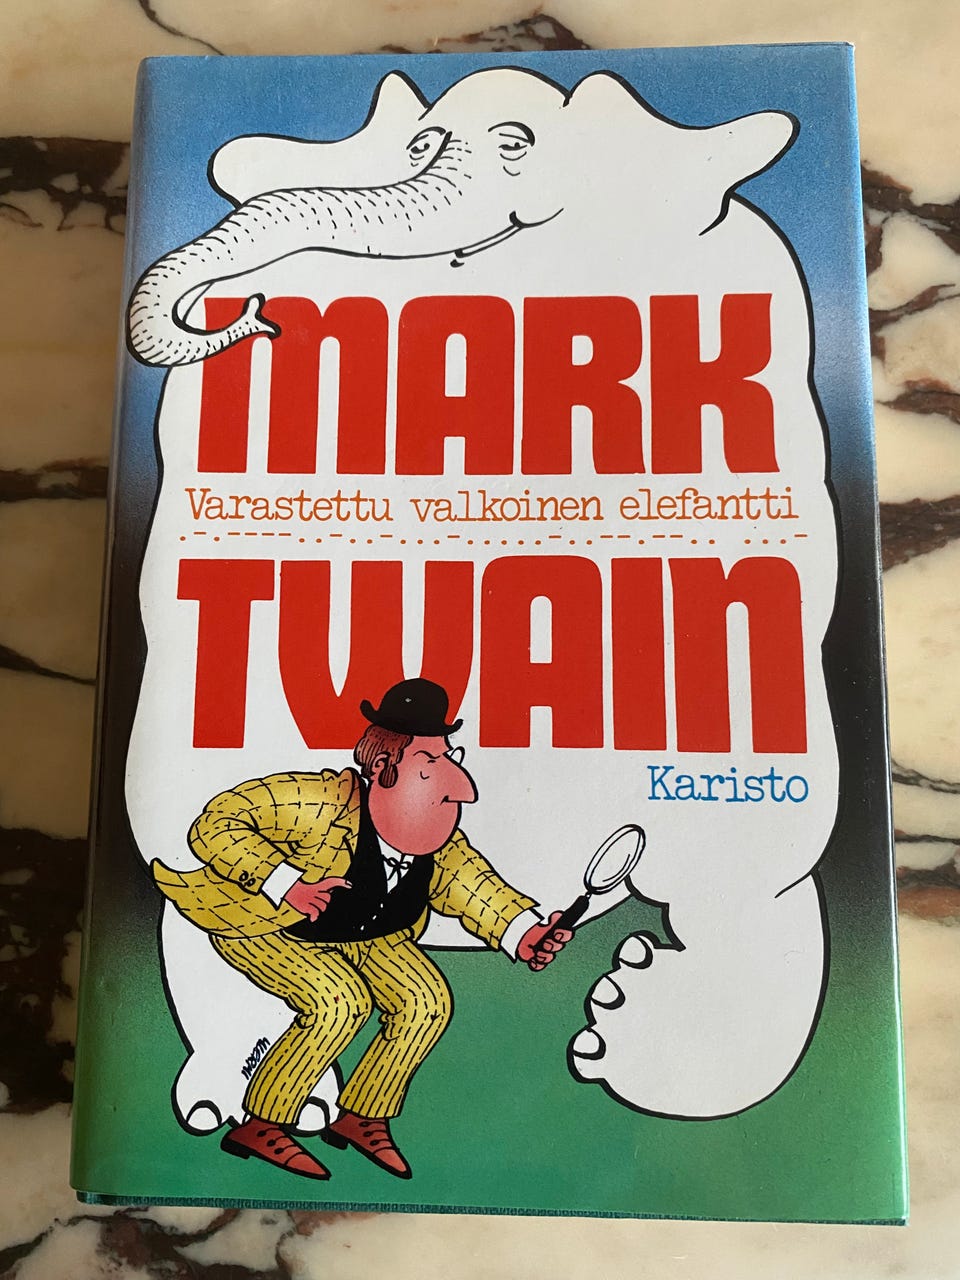 MARK
Varastettu valkoinen elefantti
TWAIN
Karisto